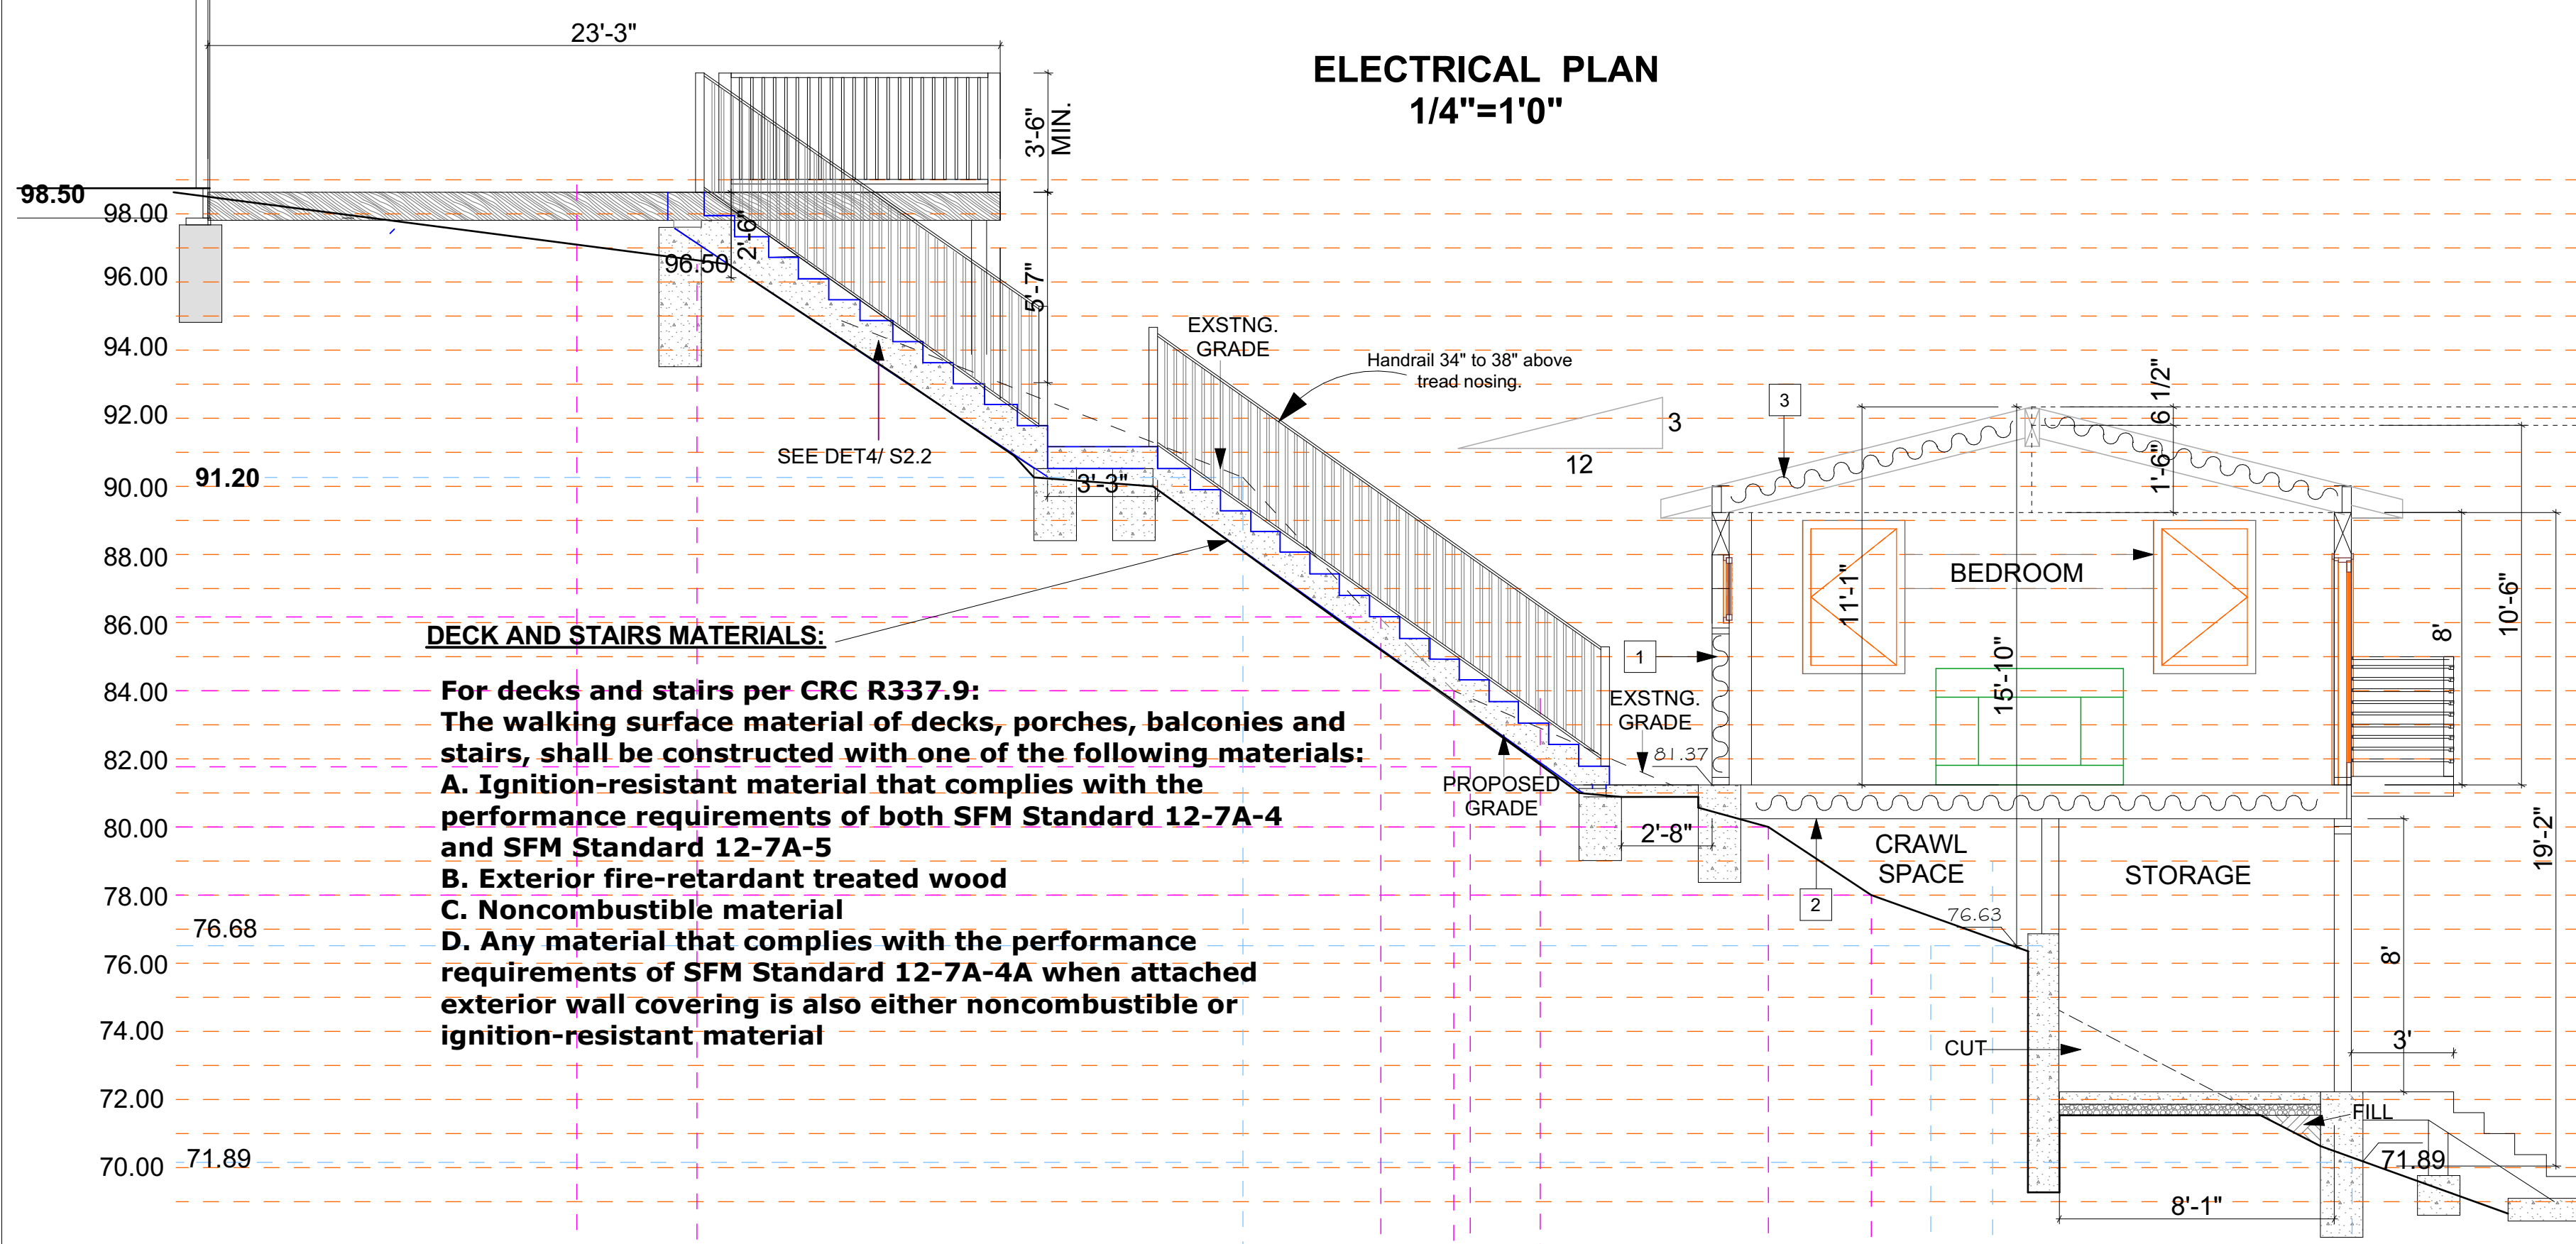 23'-3"
ELECTRICAL PLAN
1/4"=1'0"
3'-6"
MIN.
98.50
98.00
96.00
94.00
92.00
91.20
90.00
88.00
86.00
84.00
82.00
80.00
78.00
76.68
76.00
74.00
72.00
71.89
70.00
96.50
2'-6"
5'-7"
EXSTNG.
GRADE
Handrail 34" to 38" above
tread nosing.
3
12
3
SEE DET4/ S2.2
3'-3"
DECK AND STAIRS MATERIALS:
For decks and stairs per CRC R337.9:
The walking surface material of decks, porches, balconies and
stairs, shall be constructed with one of the following materials:
A. Ignition-resistant material that complies with the
performance requirements of both SFM Standard 12-7A-4
and SFM Standard 12-7A-5
B. Exterior fire-retardant treated wood
C. Noncombustible material
D. Any material that complies with the performance
requirements of SFM Standard 12-7A-4A when attached
exterior wall covering is also either noncombustible or
ignition-resistant material
1
EXSTNG.
GRADE
81.37
PROPOSED
GRADE
2'-8"
6 1/2"
1'-6"
BEDROOM
11'-1"
15'-10"
8'
10'-6"
19'-2"
CRAWL
SPACE
STORAGE
2
76.63
8'
3'
CUT
FILL
71.89
8'-1"